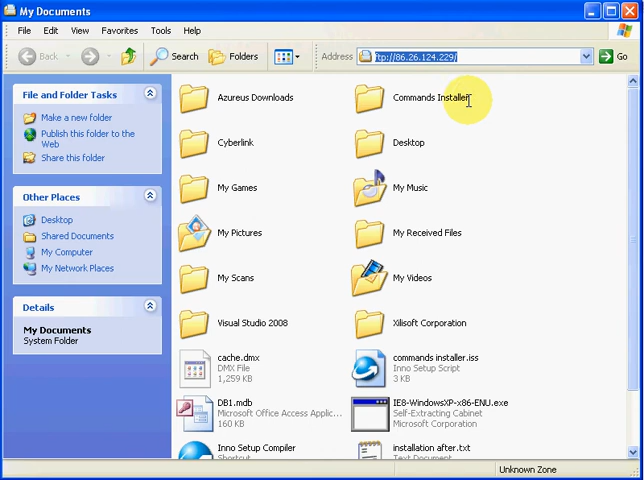 My Documents
File Edit View Favorites Tools Help
Back Search Folders Address ftp://86.26.124.229/ Go
File and Folder Tasks
Make a new folder
Publish this folder to the
Web
Share this folder
Other Places
Desktop
Shared Documents
My Computer
My Network Places
Details
My Documents
System Folder
Azureus Downloads
Commands Installer
Cyberlink
Desktop
My Games
My Music
My Pictures
My Received Files
My Scans
My Videos
Visual Studio 2008
Xilisoft Corporation
cache.dmx
DMX File
1,259 KB
commands installer.iss
Inno Setup Script
3 KB
DB1.mdb
Microsoft Office Access Applic...
160 KB
IE8-WindowsXP-x86-ENU.exe
Self-Extracting Cabinet
Microsoft Corporation
Inno Setup Compiler
Shortcut
installation after.txt
Text Document
Unknown Zone